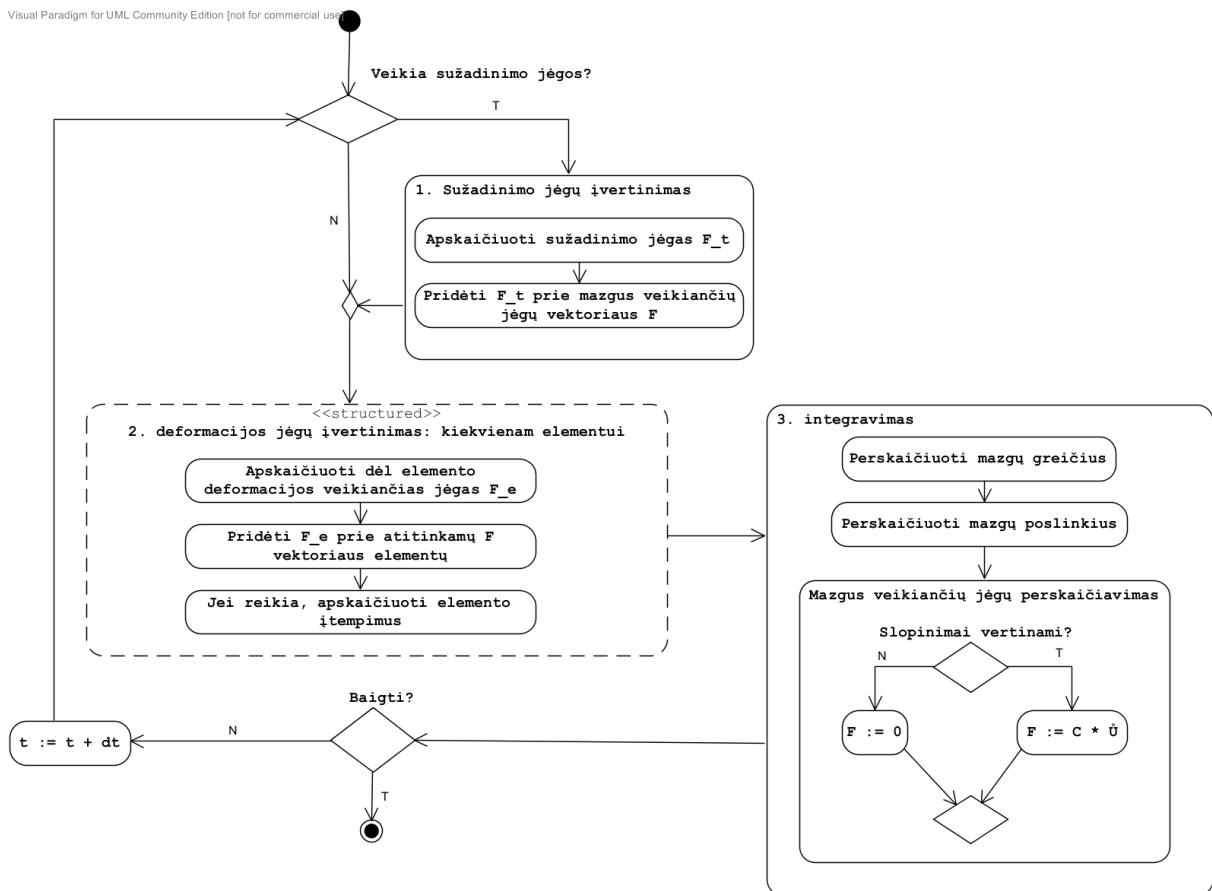 Visual Paradigm for UML Community Edition [not for commercial use]
Veikia sužadinimo jėgos?
T
N
1. Sužadinimo jėgų įvertinimas
Apskaičiuoti sužadinimo jėgas F_t
Pridėti F_t prie mazgus veikiančių
jėgų vektoriaus F
<<structured>>
2. deformacijos jėgų įvertinimas: kiekvienam elementui
Apskaičiuoti dėl elemento
deformacijos veikiančias jėgas F_e
Pridėti F_e prie atitinkamų F
vektoriaus elementų
Jei reikia, apskaičiuoti elemento
įtempimus
3. integravimas
Perskaičiuoti mazgų greičius
Perskaičiuoti mazgų poslinkius
Mazgus veikiančių jėgų perskaičiavimas
Slopinimai vertinami?
N
T
F := 0
F := C * Ů
Baigti?
N
T
t := t + dt